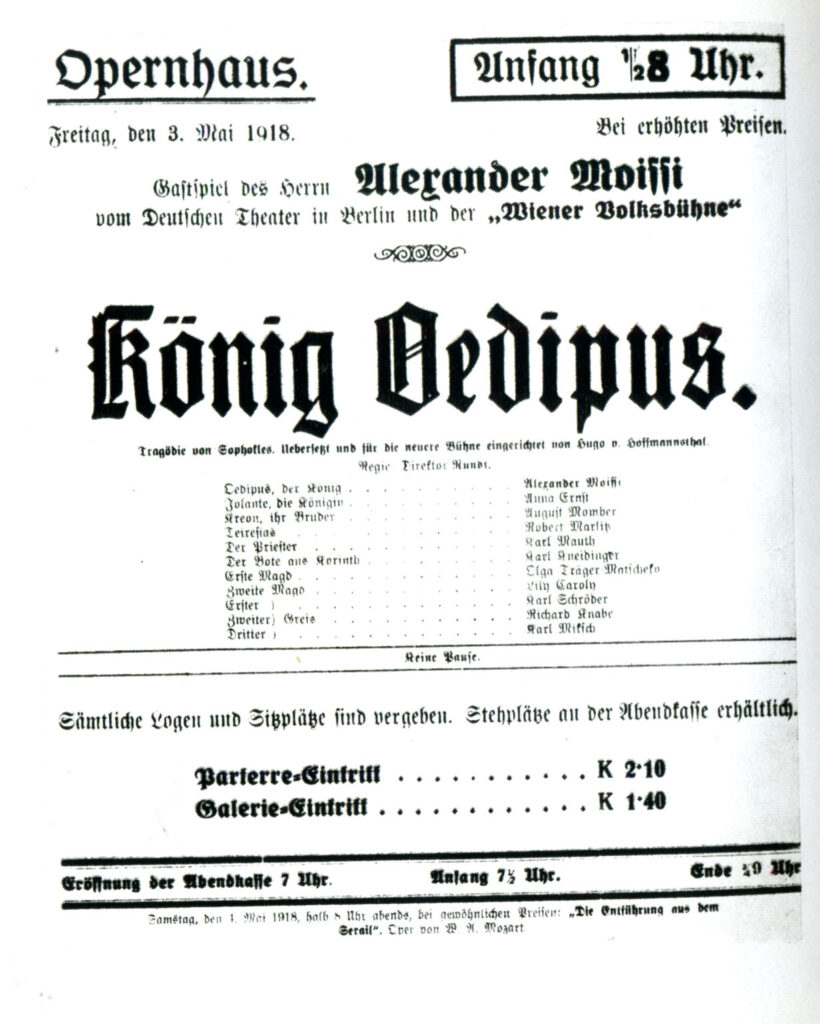 Opernhaus.
Anfang ½8 Uhr.
Freitag, den 3. Mai 1918.
Bei erhöhten Preisen.
Gastspiel des Herrn Alexander Moissi
vom Deutschen Theater in Berlin und der „Wiener Volksbühne“
König Oedipus.
Tragödie von Sophokles. Uebersetzt und für die neuere Bühne eingerichtet von Hugo v. Hoffmannsthal.
Regie Direktor Rundt.
Oedipus, der König . . . . . . . . . . Alexander Moissi
Jolante, die Königin . . . . . . . . . . Anna Ernst
Kreon, ihr Bruder . . . . . . . . . . August Momber
Teiresias . . . . . . . . . . Robert Marlitz
Der Priester . . . . . . . . . . Karl Mauth
Der Bote aus Korinth . . . . . . . . . . Karl Kneidinger
Erste Magd . . . . . . . . . . Olga Träger Matscheko
Zweite Magd . . . . . . . . . . Lily Caroly
Erster ) . . . . . . . . . . Karl Schröder
Zweiter) Greis . . . . . . . . . . Richard Knabe
Dritter ) . . . . . . . . . . Karl Miksch
Keine Pause.
Sämtliche Logen und Sitzplätze sind vergeben. Stehplätze an der Abendkasse erhältlich.
Parterre-Eintritt . . . . . . . . . . . K 2·10
Galerie-Eintritt . . . . . . . . . . . . K 1·40
Eröffnung der Abendkasse 7 Uhr. Anfang 7½ Uhr. Ende Uhr
Samstag, den 4. Mai 1918, halb 8 Uhr abends, bei gewöhnlichen Preisen: „Die Entführung aus dem
Serail“. Oper von W. A. Mozart